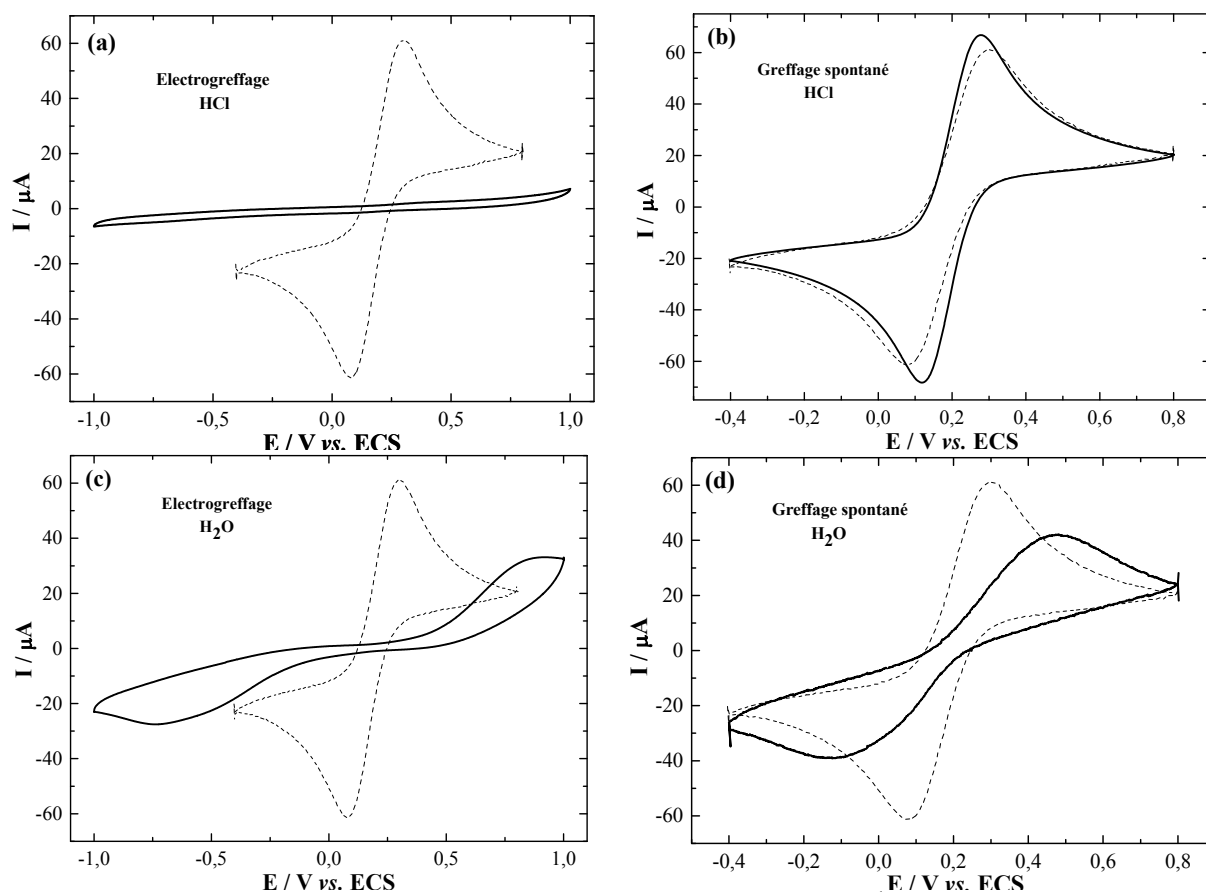 (a)
Electrogreffage
HCl
60
40
20
0
-20
-40
-60
I / µA
-1,0
-0,5
0,0
0,5
1,0
E / V vs. ECS
(b)
Greffage spontané
HCl
60
40
20
0
-20
-40
-60
I / µA
-0,4
-0,2
0,0
0,2
0,4
0,6
0,8
E / V vs. ECS
(c)
Electrogreffage
H2O
60
40
20
0
-20
-40
-60
I / µA
-1,0
-0,5
0,0
0,5
1,0
E / V vs. ECS
(d)
Greffage spontané
H2O
60
40
20
0
-20
-40
-60
I / µA
-0,4
-0,2
0,0
0,2
0,4
0,6
0,8
E / V vs. ECS